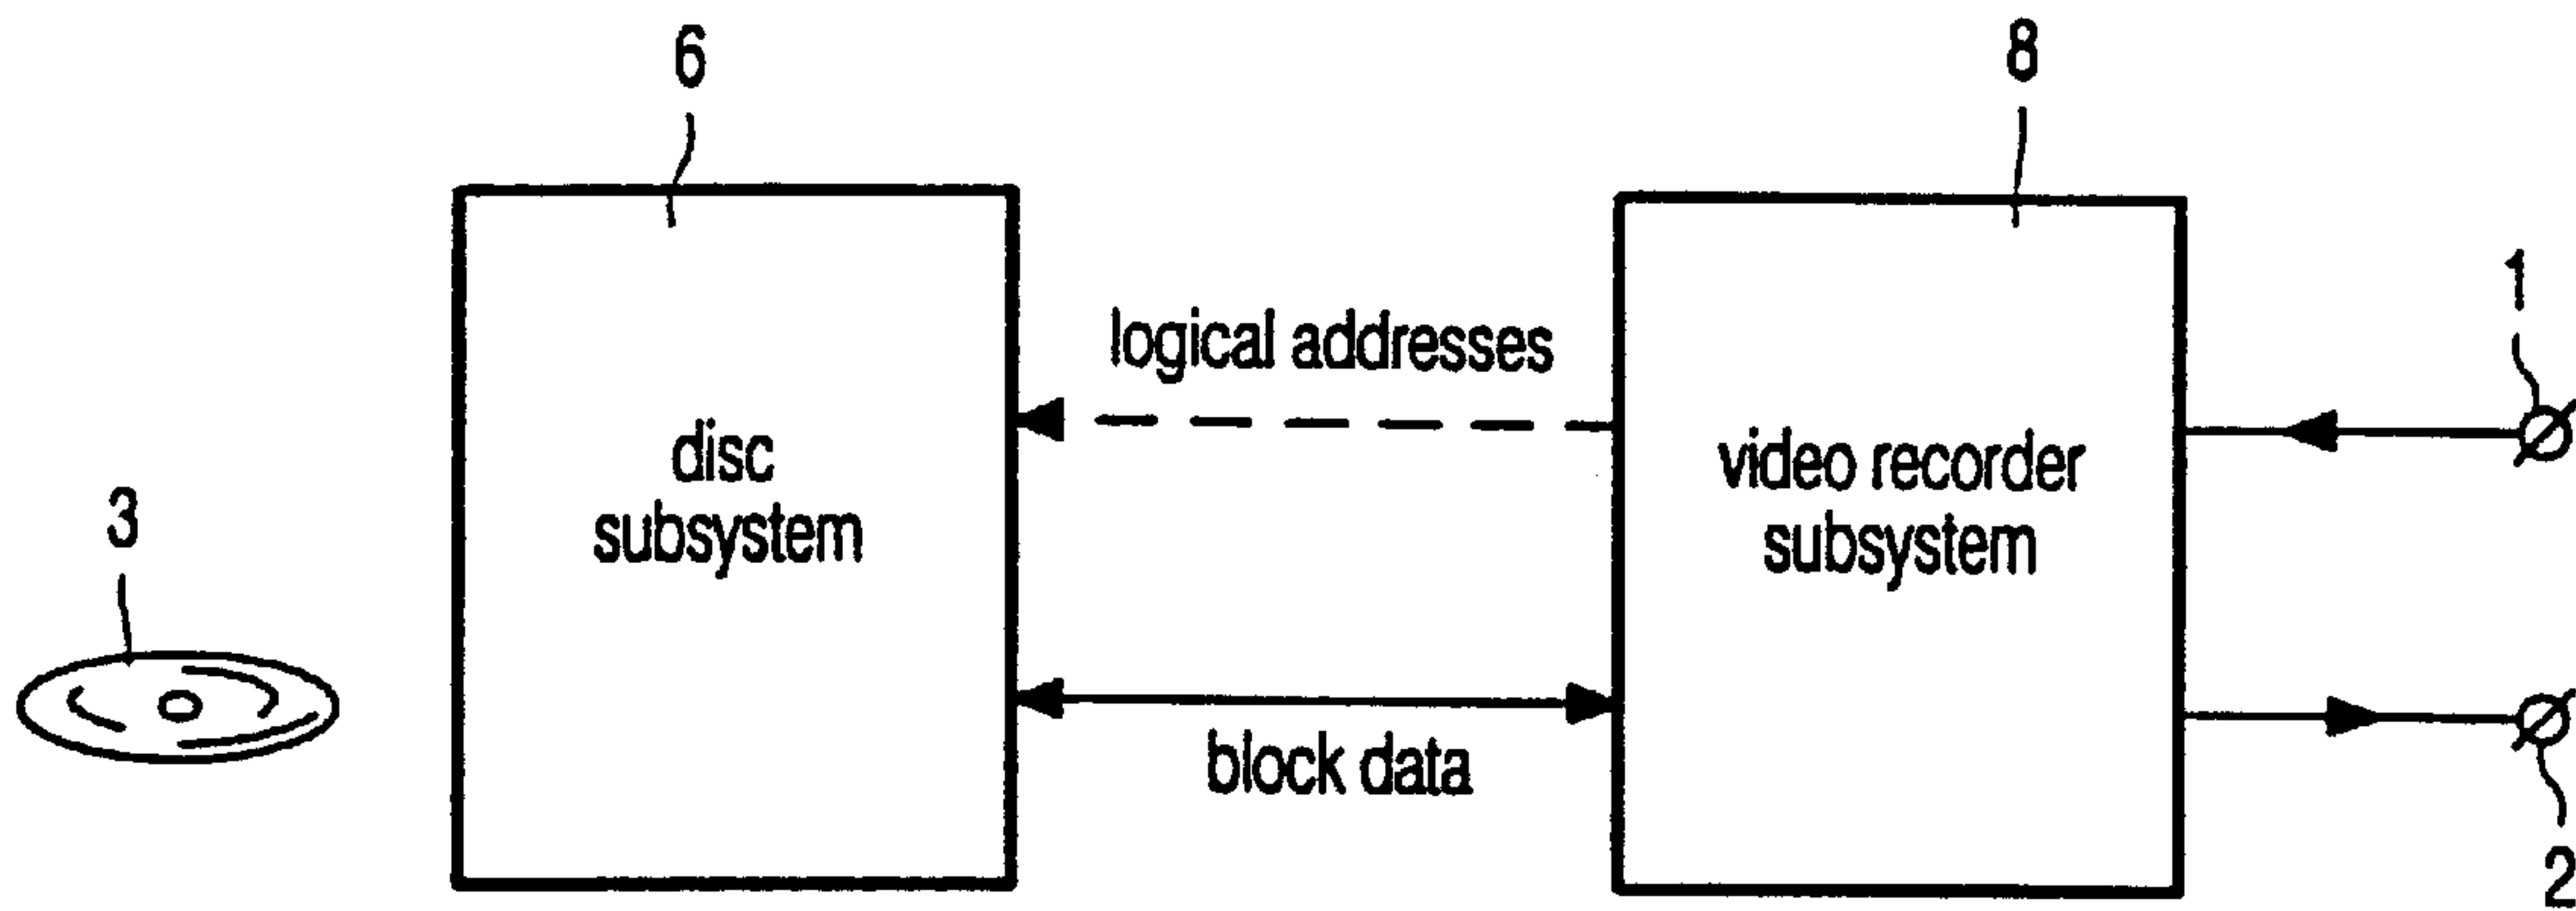 6
8
1
logical addresses
disc
subsystem
video recorder
subsystem
3
block data
2